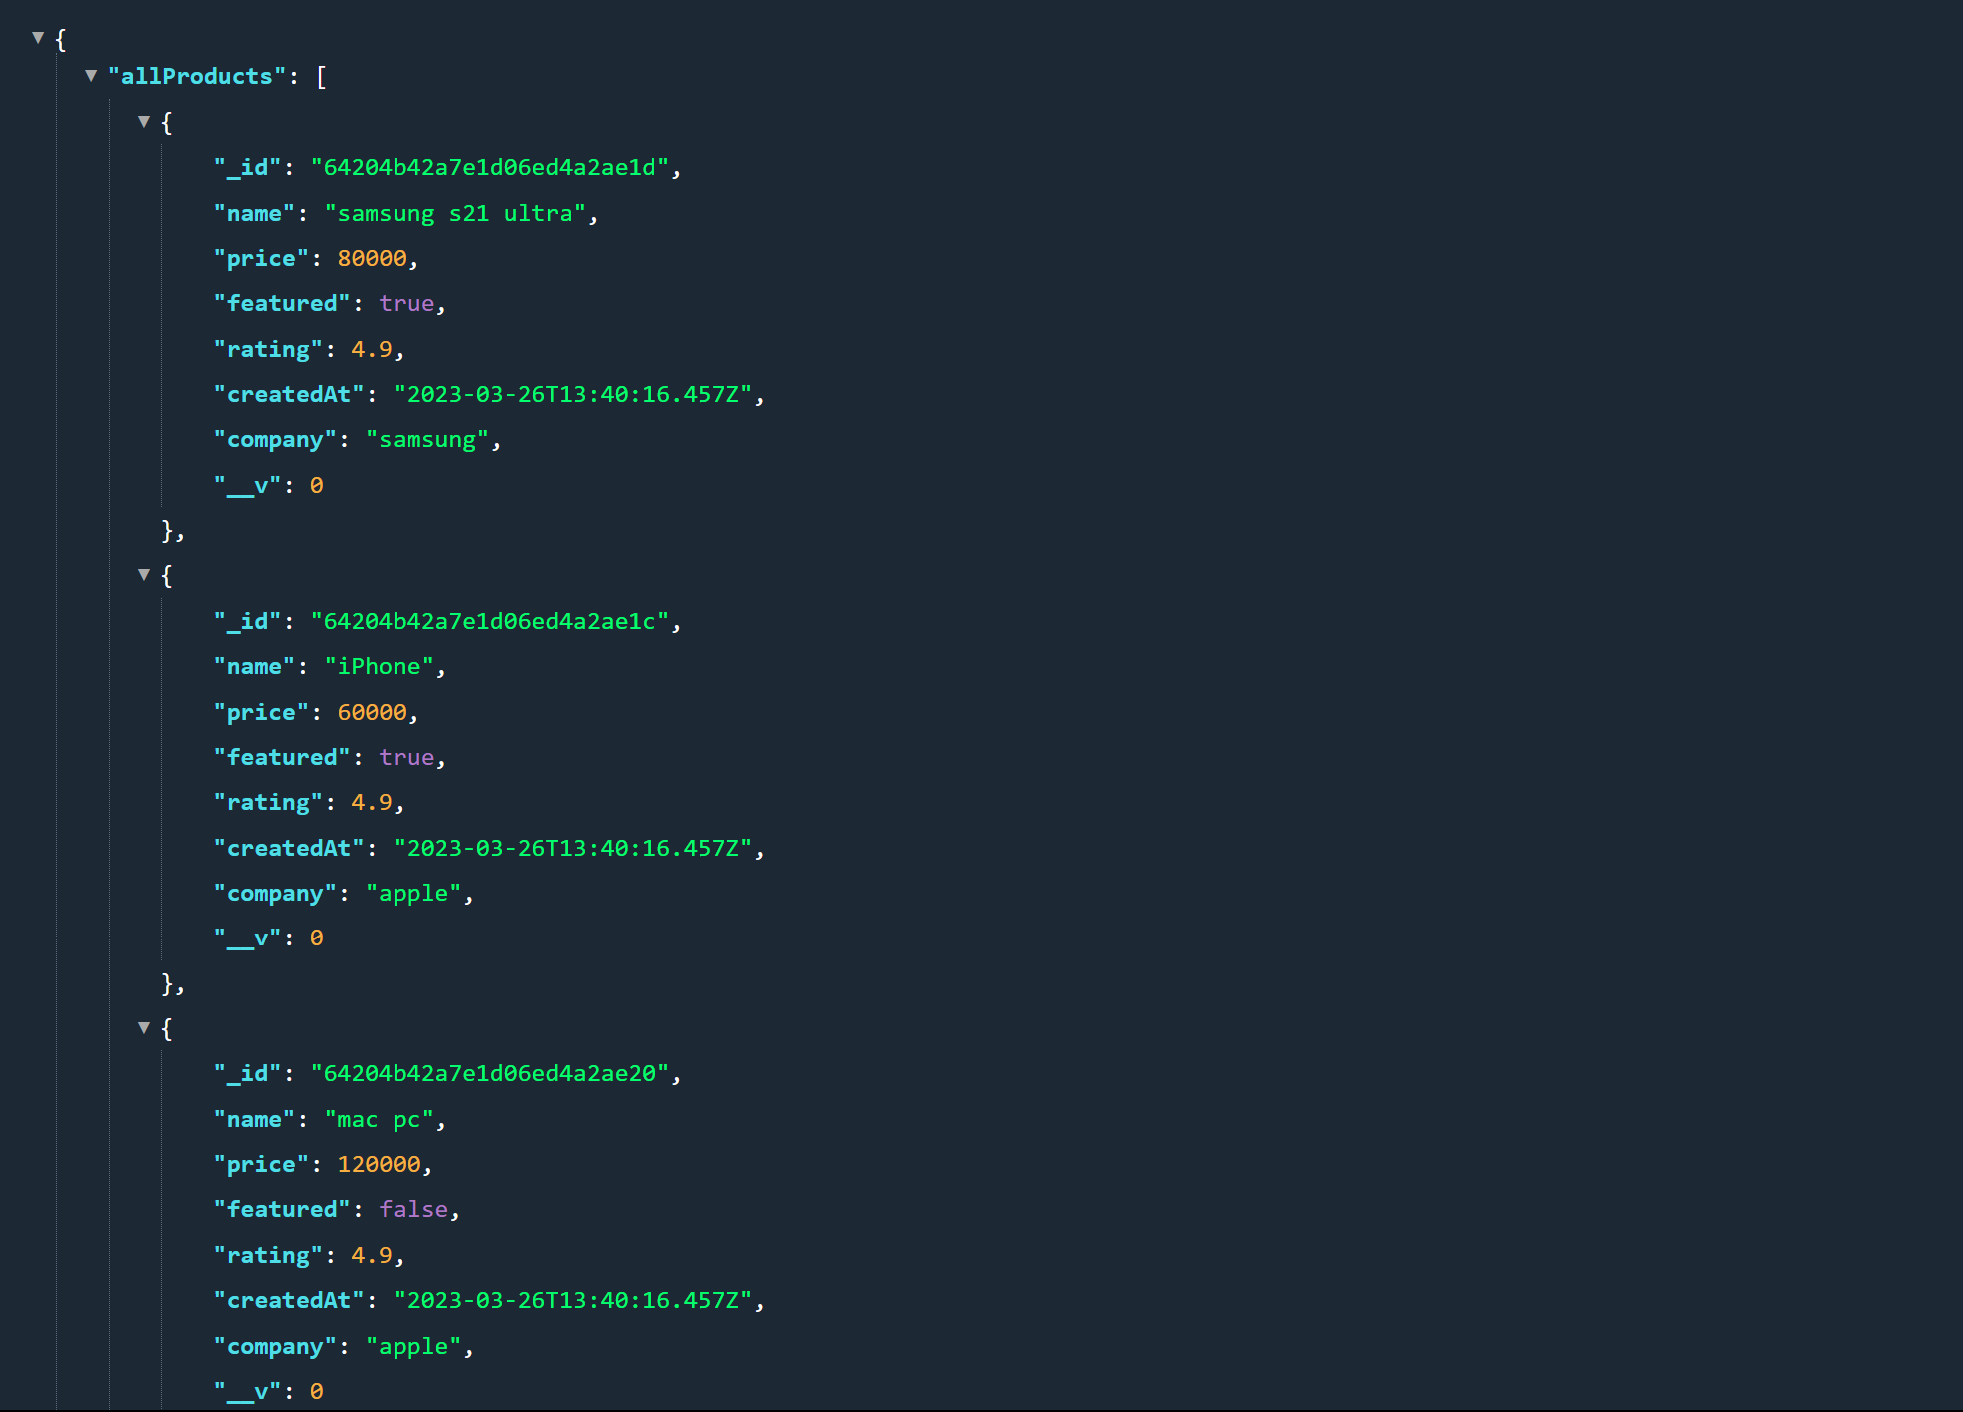 {
"allProducts": [
{
"_id": "64204b42a7e1d06ed4a2ae1d",
"name": "samsung s21 ultra",
"price": 80000,
"featured": true,
"rating": 4.9,
"createdAt": "2023-03-26T13:40:16.457Z",
"company": "samsung",
"__v": 0
},
{
"_id": "64204b42a7e1d06ed4a2ae1c",
"name": "iPhone",
"price": 60000,
"featured": true,
"rating": 4.9,
"createdAt": "2023-03-26T13:40:16.457Z",
"company": "apple",
"__v": 0
},
{
"_id": "64204b42a7e1d06ed4a2ae20",
"name": "mac pc",
"price": 120000,
"featured": false,
"rating": 4.9,
"createdAt": "2023-03-26T13:40:16.457Z",
"company": "apple",
"__v": 0